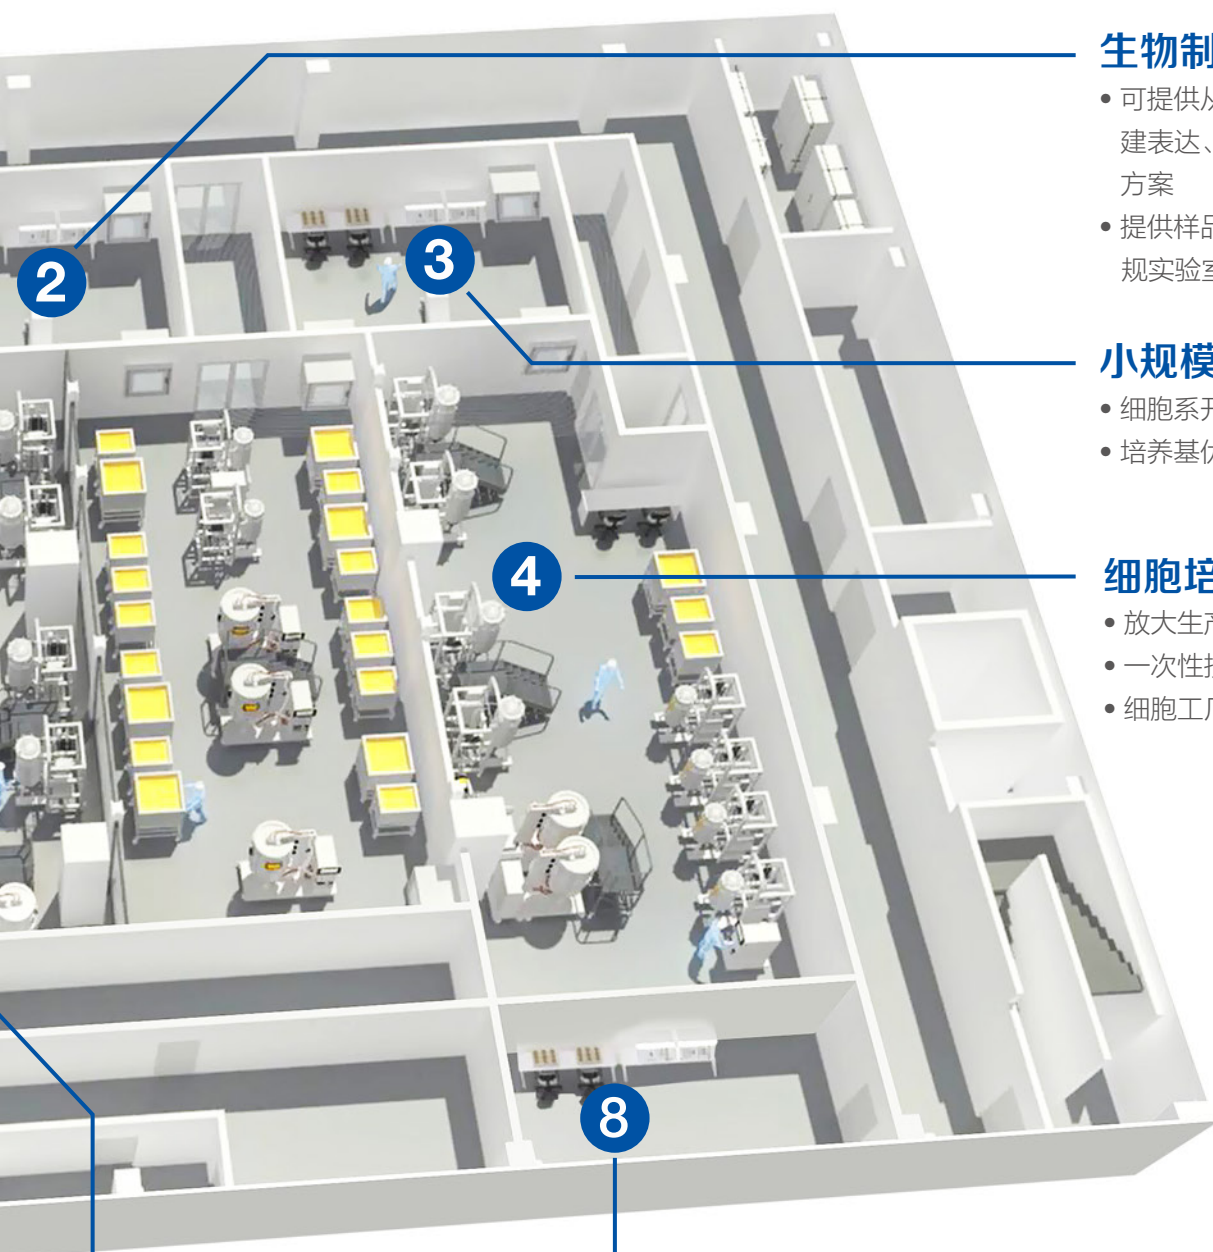 生物制
• 可提供从
建表达、
方案
• 提供样品
规实验室
2
3
小规模
• 细胞系开
• 培养基优
4
细胞培
• 放大生产
• 一次性技
• 细胞工厂
8